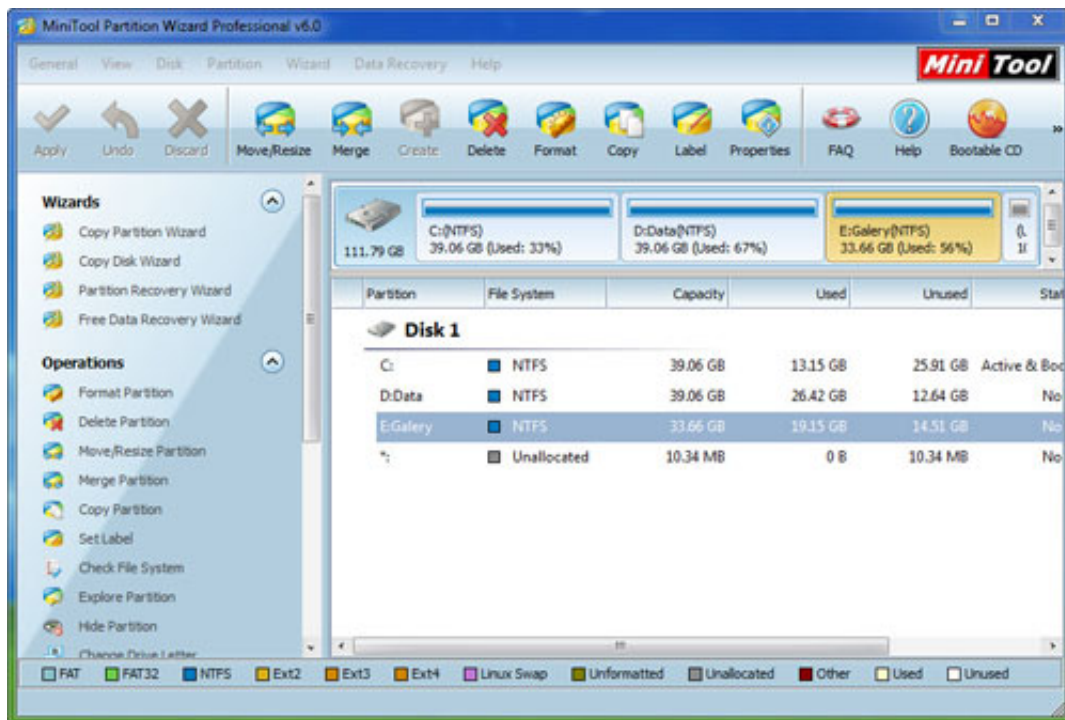 MiniTool Partition Wizard Professional v6.0
General View Disk Partition Wizard Data Recovery Help
Mini Tool
Apply Undo Discard Move/Resize Merge Create Delete Format Copy Label Properties FAQ Help Bootable CD »
Wizards
Copy Partition Wizard
Copy Disk Wizard
Partition Recovery Wizard
Free Data Recovery Wizard
Operations
Format Partition
Delete Partition
Move/Resize Partition
Merge Partition
Copy Partition
Set Label
Check File System
Explore Partition
Hide Partition
Change Drive Letter
111.79 GB
C:(NTFS)
39.06 GB (Used: 33%)
D:Data(NTFS)
39.06 GB (Used: 67%)
E:Galery(NTFS)
33.66 GB (Used: 56%)
Partition File System Capacity Used Unused Stat
Disk 1
C: NTFS 39.06 GB 13.15 GB 25.91 GB Active & Boo
D:Data NTFS 39.06 GB 26.42 GB 12.64 GB No
E:Galery NTFS 33.66 GB 19.15 GB 14.51 GB No
*: Unallocated 10.34 MB 0 B 10.34 MB No
FAT FAT32 NTFS Ext2 Ext3 Ext4 Linux Swap Unformatted Unallocated Other Used Unused